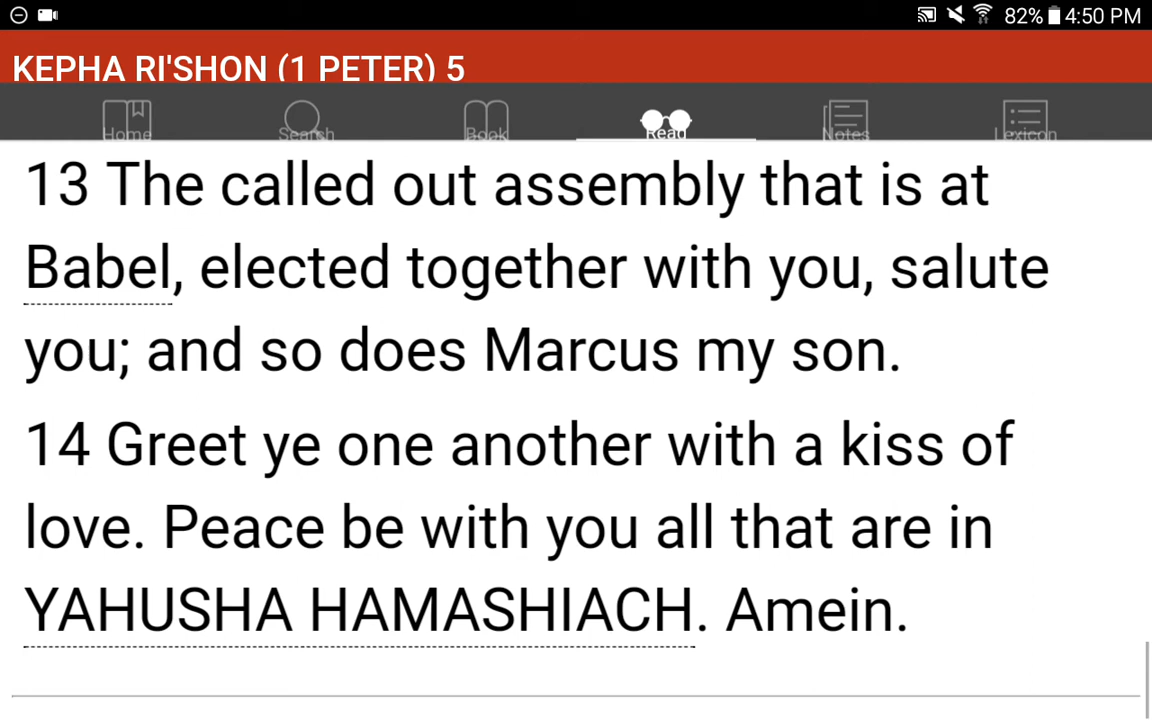 82% 4:50 PM
KEPHA RI'SHON (1 PETER) 5
Home Search Book Read Notes Lexicon
13 The called out assembly that is at
Babel, elected together with you, salute
you; and so does Marcus my son.
14 Greet ye one another with a kiss of
love. Peace be with you all that are in
YAHUSHA HAMASHIACH. Amein.